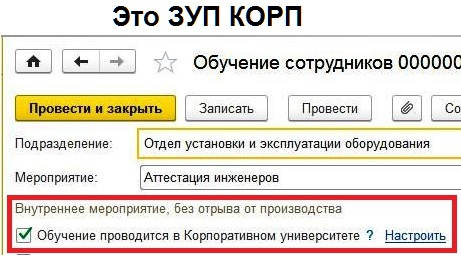 Это ЗУП КОРП
Обучение сотрудников 000000
Провести и закрыть Записать Провести Со
Подразделение: Отдел установки и эксплуатации оборудования
Мероприятие: Аттестация инженеров
Внутреннее мероприятие, без отрыва от производства
Обучение проводится в Корпоративном университете ? Настроить